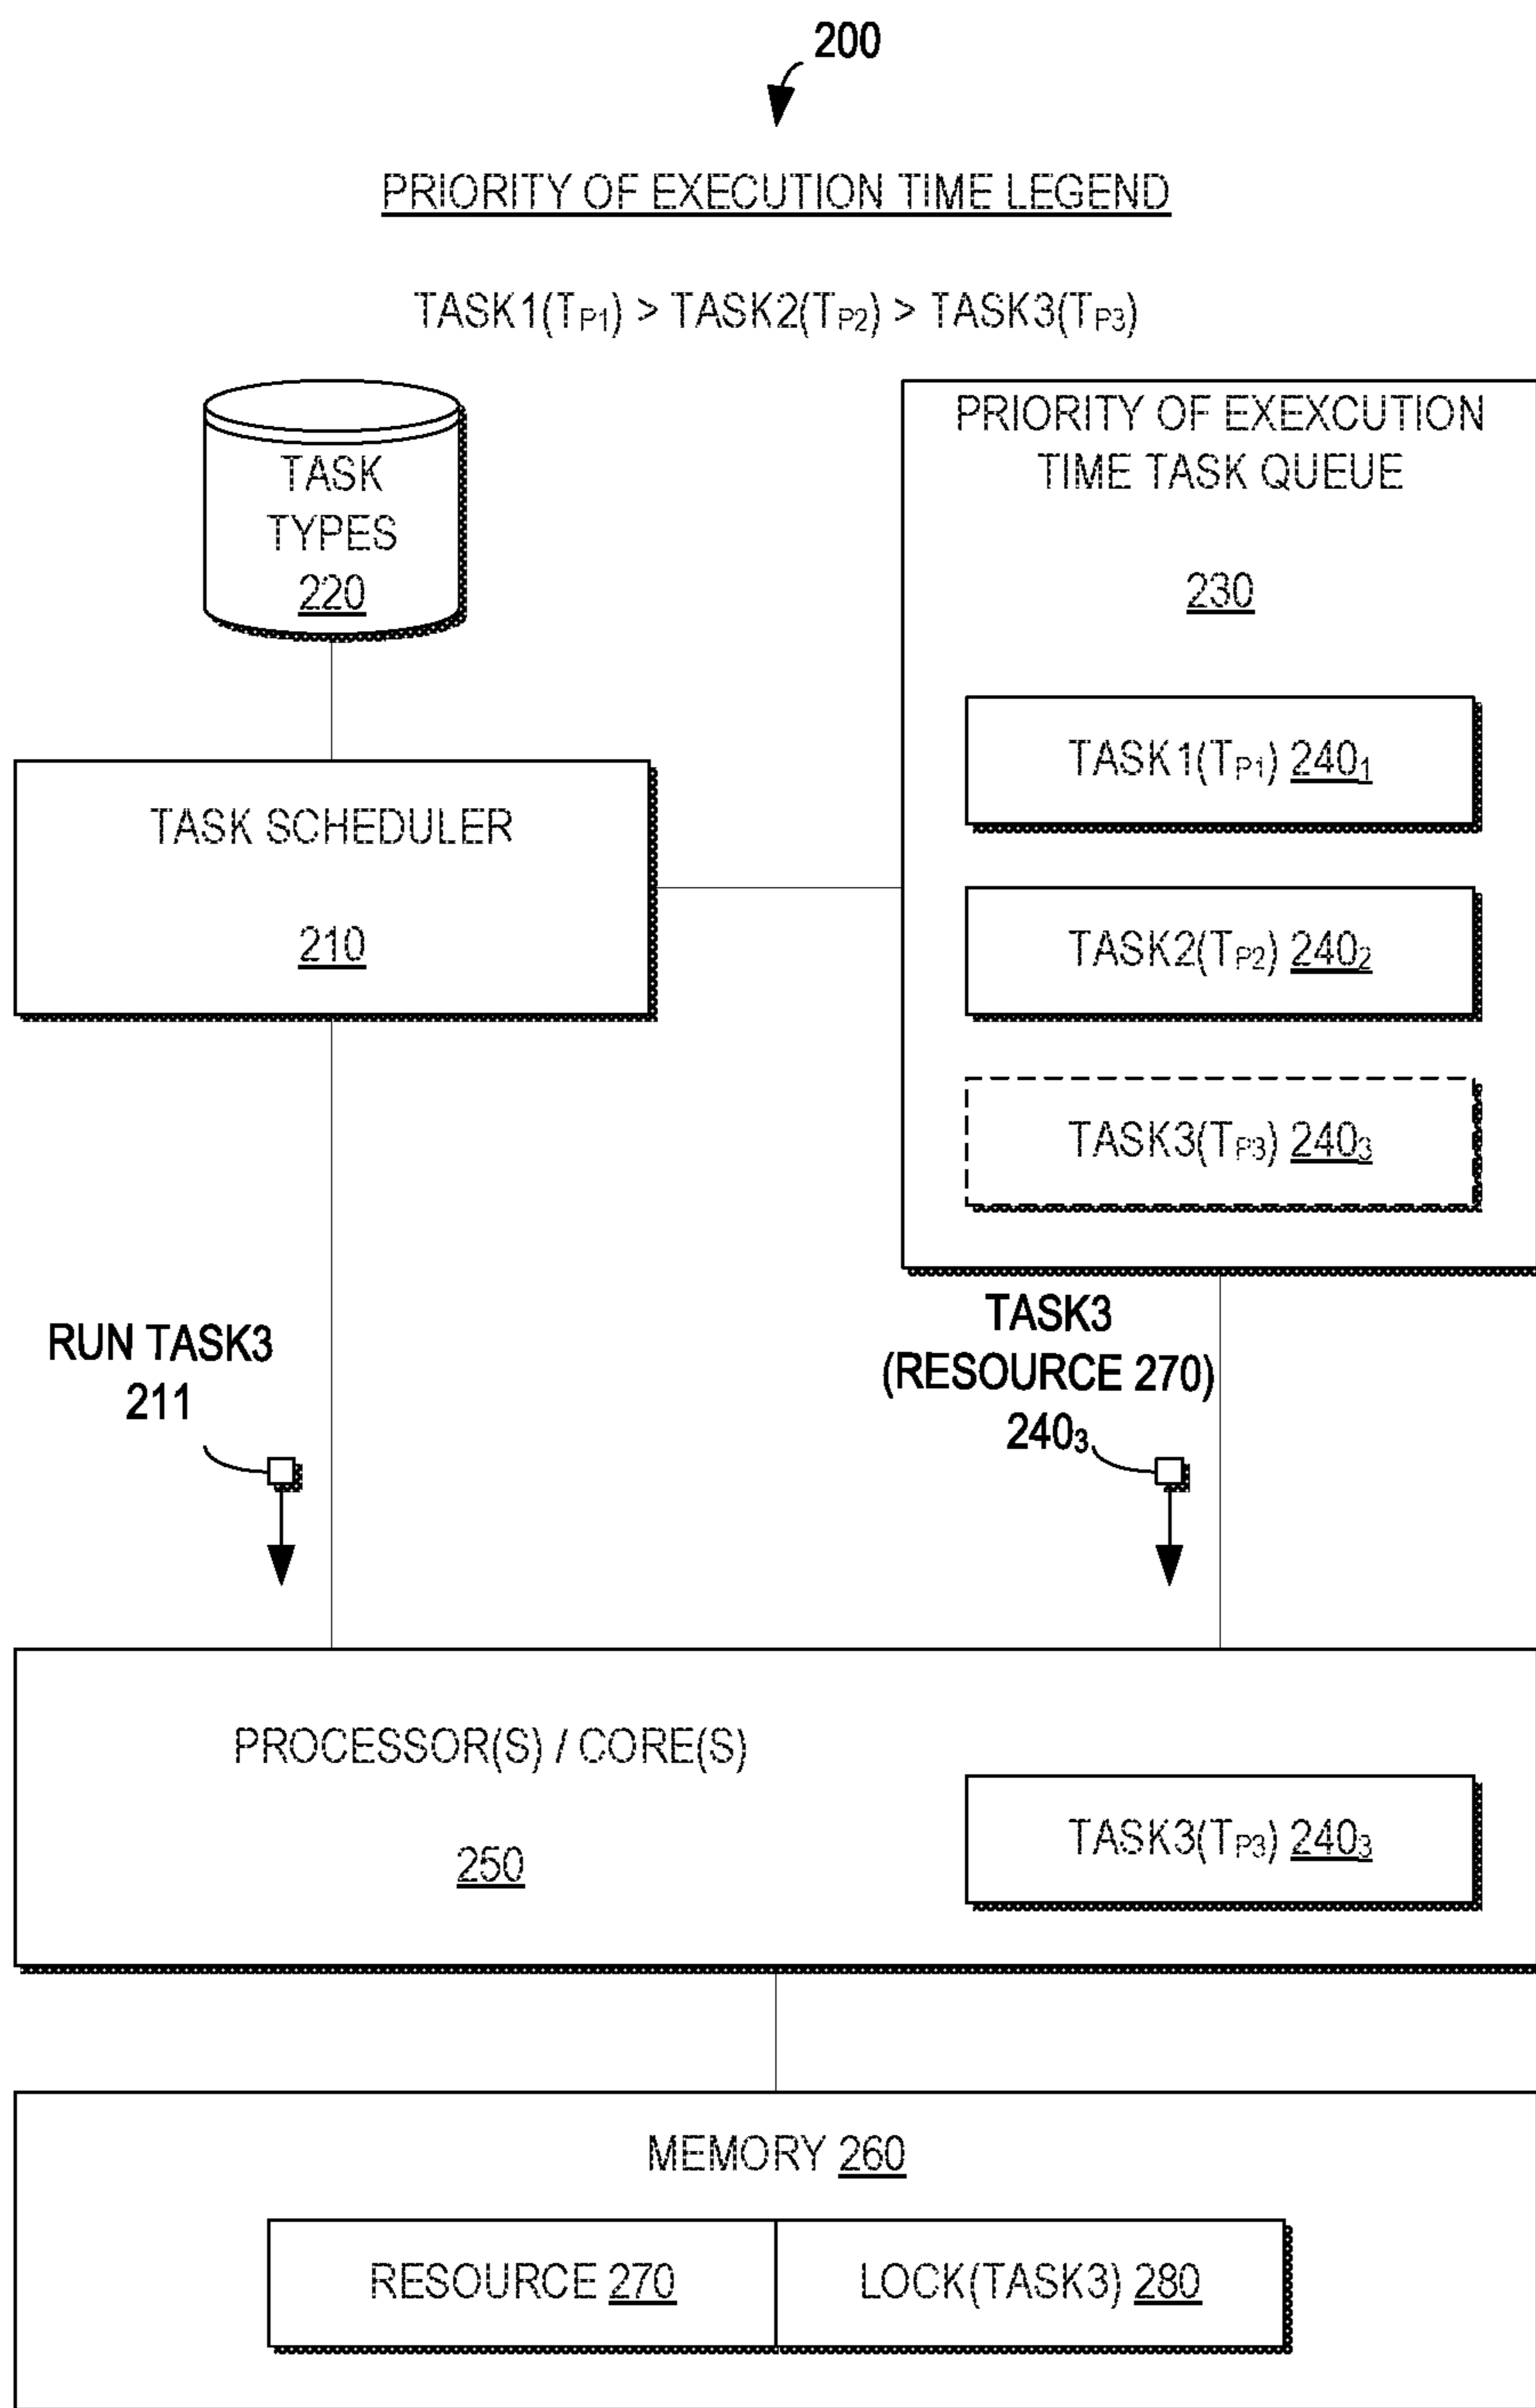 200
PRIORITY OF EXECUTION TIME LEGEND
TASK1(TP1) > TASK2(TP2) > TASK3(TP3)
TASK
TYPES
220
PRIORITY OF EXEXCUTION
TIME TASK QUEUE
230
TASK1(TP1) 2401
TASK SCHEDULER
210
TASK2(TP2) 2402
TASK3(TP3) 2403
RUN TASK3
211
TASK3
(RESOURCE 270)
2403
PROCESSOR(S) / CORE(S)
250
TASK3(TP3) 2403
MEMORY 260
RESOURCE 270
LOCK(TASK3) 280